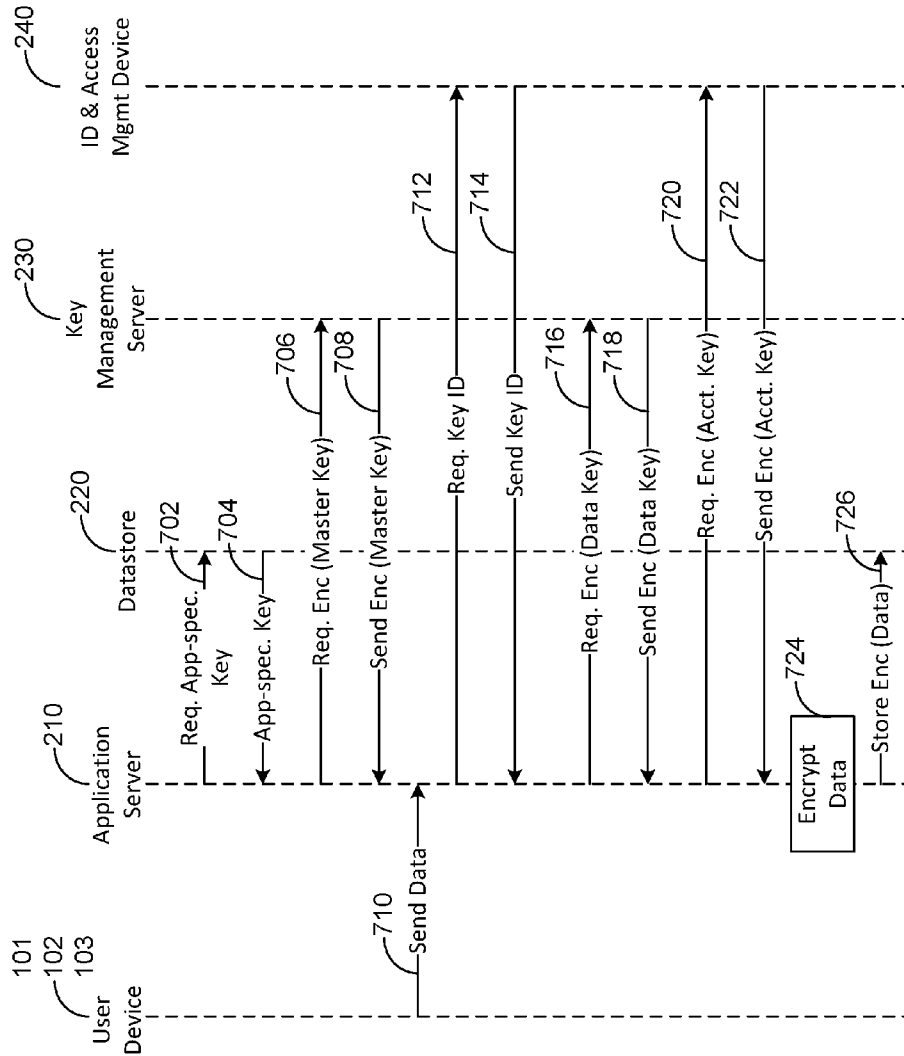 101
102
103
User
Device
210
Application
Server
220
Datastore
230
Key
Management
Server
240
ID & Access
Mgmt Device
Req. App-spec.
Key
702
App-spec. Key
704
Req. Enc (Master Key)
706
Send Enc (Master Key)
708
710
Send Data
Req. Key ID
712
Send Key ID
714
Req. Enc (Data Key)
716
Send Enc (Data Key)
718
Req. Enc (Acct. Key)
720
Send Enc (Acct. Key)
722
Encrypt
Data
724
Store Enc (Data)
726